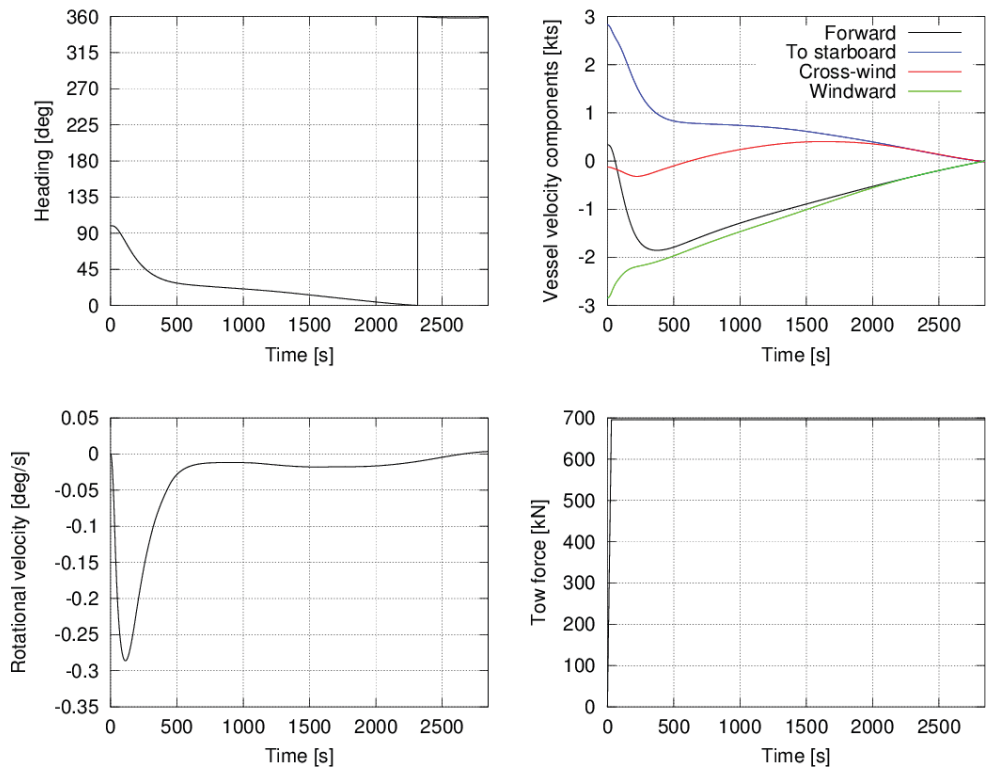 Heading [deg]
360
315
270
225
180
135
90
45
0
0 500 1000 1500 2000 2500
Time [s]
Vessel velocity components [kts]
3
2
1
0
-1
-2
-3
Forward
To starboard
Cross-wind
Windward
0 500 1000 1500 2000 2500
Time [s]
Rotational velocity [deg/s]
0.05
0
-0.05
-0.1
-0.15
-0.2
-0.25
-0.3
-0.35
0 500 1000 1500 2000 2500
Time [s]
Tow force [kN]
700
600
500
400
300
200
100
0
0 500 1000 1500 2000 2500
Time [s]